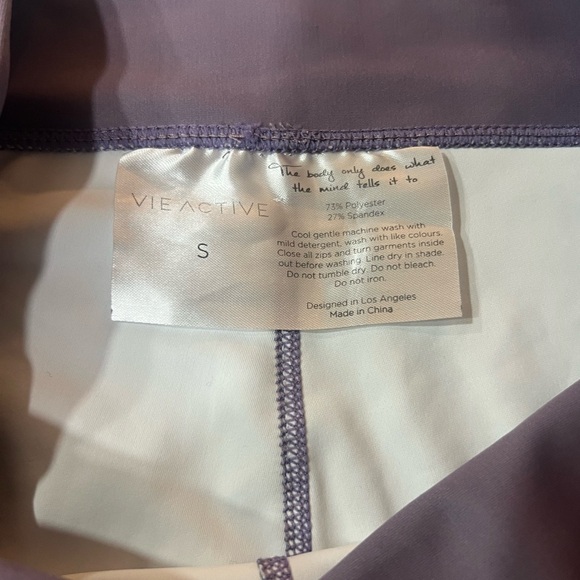 VIE ACTIVE
S
The body only does what
the mind tells it to
73% Polyester
27% Spandex
Cool gentle machine wash with
mild detergent, wash with like colours.
Close all zips and turn garments inside
out before washing. Line dry in shade.
Do not tumble dry. Do not bleach.
Do not iron.
Designed in Los Angeles
Made in China